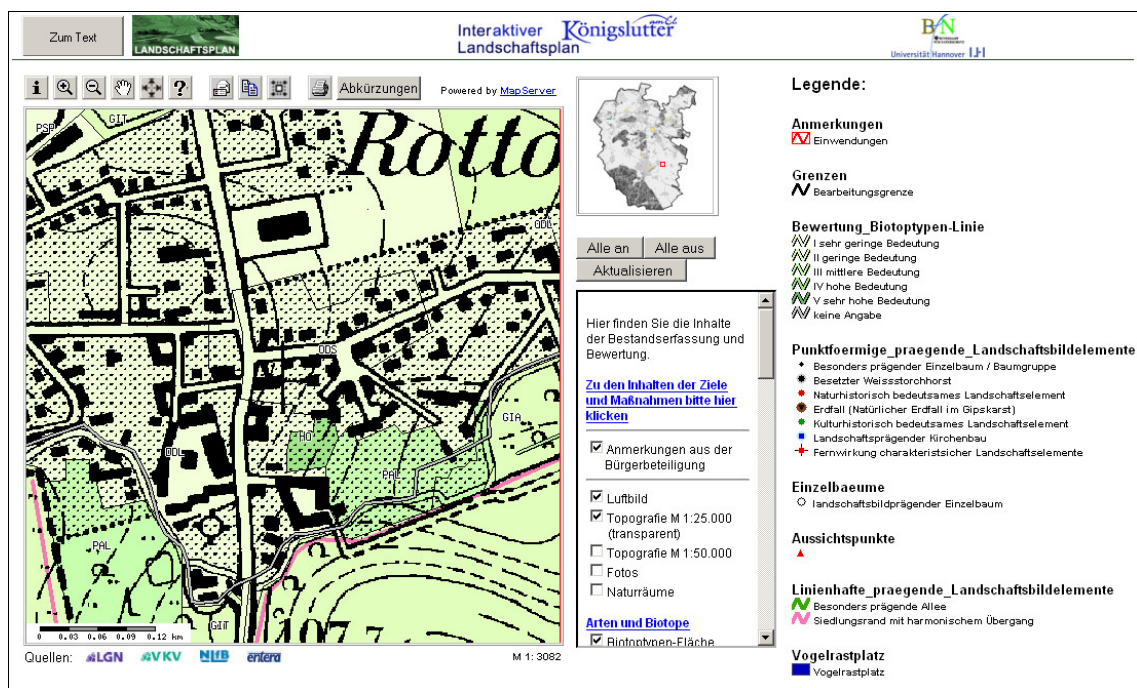 Zum Text
LANDSCHAFTSPLAN
Interaktiver Königslutter am Elm
Landschaftsplan
BfN
Universität Hannover
Abkürzungen
Powered by MapServer
PSP
GIT
Rotto
ODL
ODS
HO
GIA
ODL
PAL
PAL
GIT
107.7
0 0.03 0.06 0.09 0.12 km
Quellen: LGN VKV NLfB entera
M 1: 3082
Alle an
Alle aus
Aktualisieren
Hier finden Sie die Inhalte
der Bestandserfassung und
Bewertung.
Zu den Inhalten der Ziele
und Maßnahmen bitte hier
klicken
Anmerkungen aus der
Bürgerbeteiligung
Luftbild
Topografie M 1:25.000
(transparent)
Topografie M 1:50.000
Fotos
Naturräume
Arten und Biotope
Biotoptypen-Fläche
Legende:
Anmerkungen
Einwendungen
Grenzen
Bearbeitungsgrenze
Bewertung_Biotoptypen-Linie
I sehr geringe Bedeutung
II geringe Bedeutung
III mittlere Bedeutung
IV hohe Bedeutung
V sehr hohe Bedeutung
keine Angabe
Punktfoermige_praegende_Landschaftsbildelemente
Besonders prägender Einzelbaum / Baumgruppe
Besetzter Weissstorchhorst
Naturhistorisch bedeutsames Landschaftselement
Erdfall (Natürlicher Erdfall im Gipskarst)
Kulturhistorisch bedeutsames Landschaftselement
Landschaftsprägender Kirchenbau
Fernwirkung charakteristsicher Landschaftselemente
Einzelbaeume
landschaftsbildprägender Einzelbaum
Aussichtspunkte
Linienhafte_praegende_Landschaftsbildelemente
Besonders prägende Allee
Siedlungsrand mit harmonischem Übergang
Vogelrastplatz
Vogelrastplatz